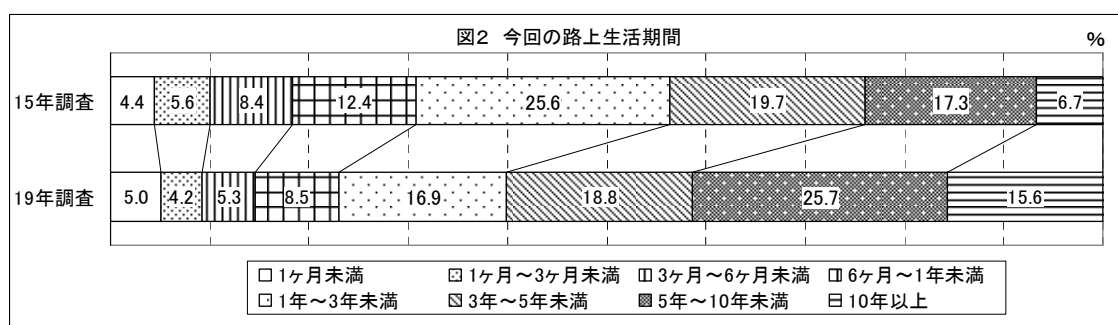 図2 今回の路上生活期間
%
15年調査 4.4 5.6 8.4 12.4 25.6 19.7 17.3 6.7
19年調査 5.0 4.2 5.3 8.5 16.9 18.8 25.7 15.6
1ヶ月未満 1ヶ月～3ヶ月未満 3ヶ月～6ヶ月未満 6ヶ月～1年未満
1年～3年未満 3年～5年未満 5年～10年未満 10年以上